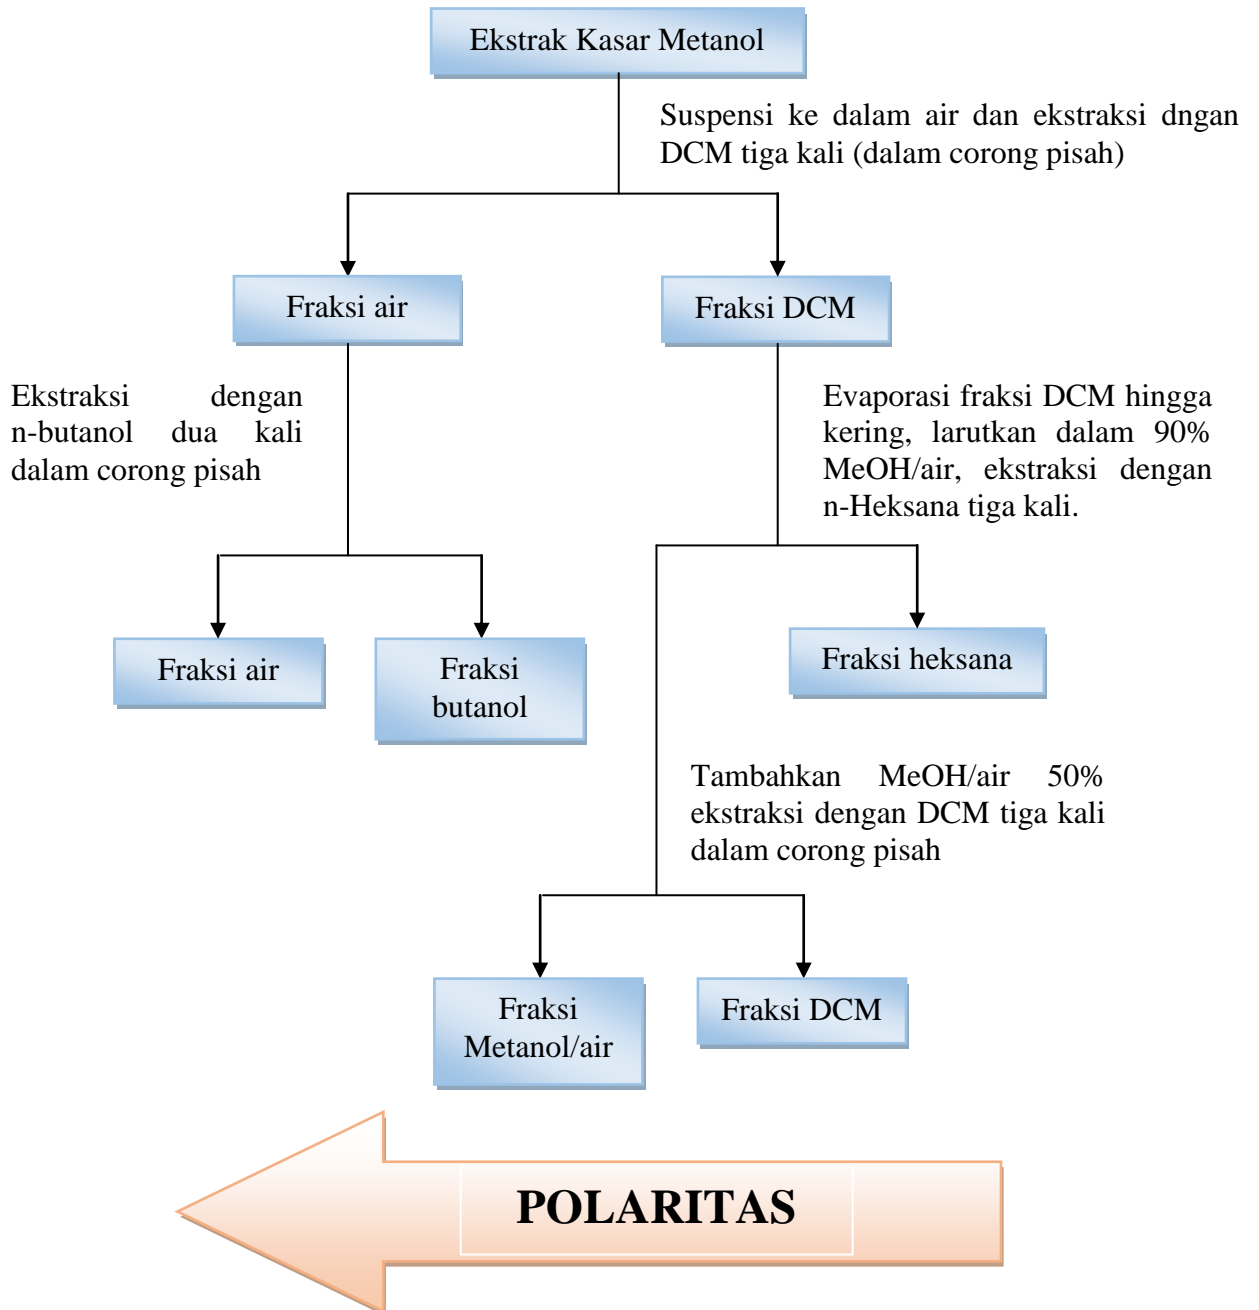 Ekstrak Kasar Metanol
Suspensi ke dalam air dan ekstraksi dngan
DCM tiga kali (dalam corong pisah)
Fraksi air
Fraksi DCM
Ekstraksi dengan
n-butanol dua kali
dalam corong pisah
Evaporasi fraksi DCM hingga
kering, larutkan dalam 90%
MeOH/air, ekstraksi dengan
n-Heksana tiga kali.
Fraksi air
Fraksi
butanol
Fraksi heksana
Tambahkan MeOH/air 50%
ekstraksi dengan DCM tiga kali
dalam corong pisah
Fraksi
Metanol/air
Fraksi DCM
POLARITAS